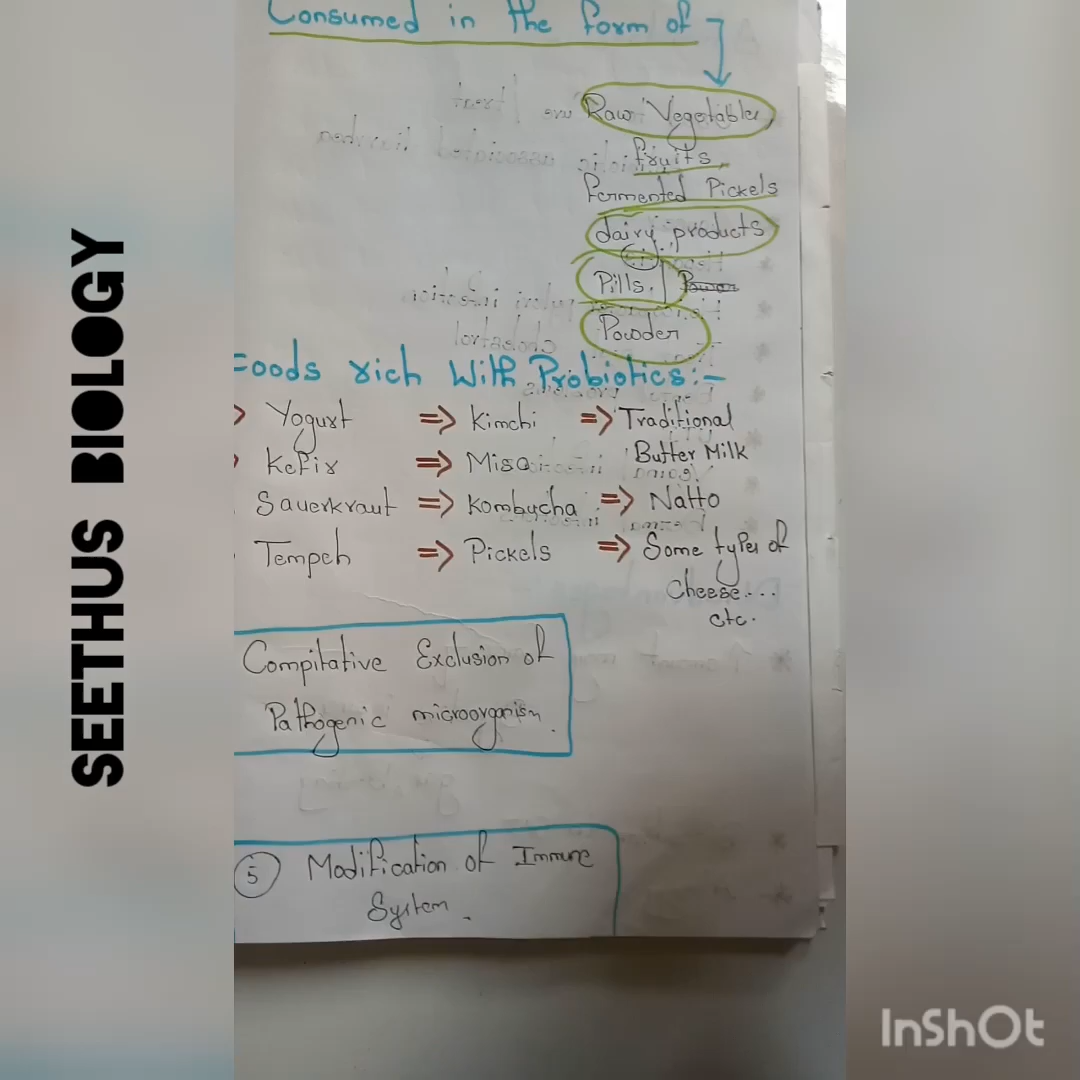 Consumed in the form of
Raw Vegetables,
fruits,
fermented Pickels
dairy products
Pills,
Powder
Foods rich With Probiotics:-
Yogurt => Kimchi => Traditional
Butter Milk
Kefir => Miso
Sauerkraut => Kombucha => Natto
Tempeh => Pickels => Some types of
cheese....
etc.
Compitative Exclusion of
Pathogenic microorganism.
5 Modification of Immune
System.
SEETHUS BIOLOGY
InShOt